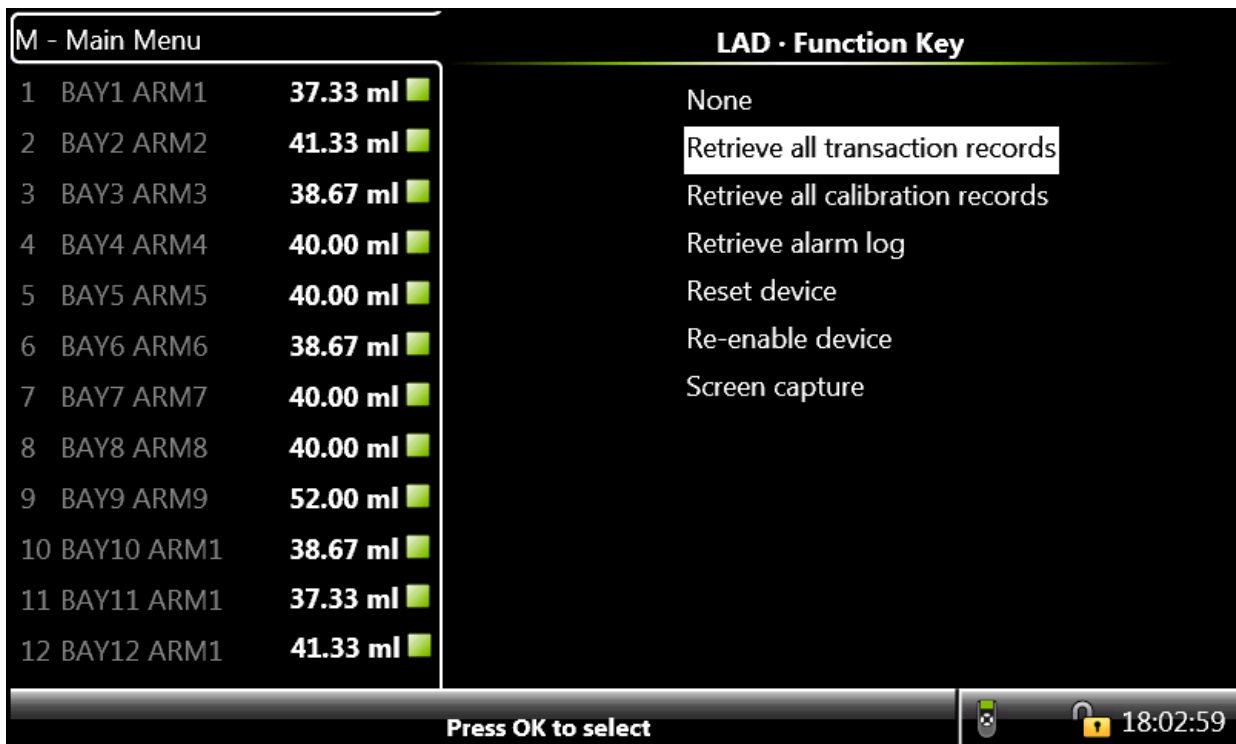 M - Main Menu
1 BAY1 ARM1 37.33 ml
2 BAY2 ARM2 41.33 ml
3 BAY3 ARM3 38.67 ml
4 BAY4 ARM4 40.00 ml
5 BAY5 ARM5 40.00 ml
6 BAY6 ARM6 38.67 ml
7 BAY7 ARM7 40.00 ml
8 BAY8 ARM8 40.00 ml
9 BAY9 ARM9 52.00 ml
10 BAY10 ARM1 38.67 ml
11 BAY11 ARM1 37.33 ml
12 BAY12 ARM1 41.33 ml
LAD · Function Key
None
Retrieve all transaction records
Retrieve all calibration records
Retrieve alarm log
Reset device
Re-enable device
Screen capture
Press OK to select
18:02:59